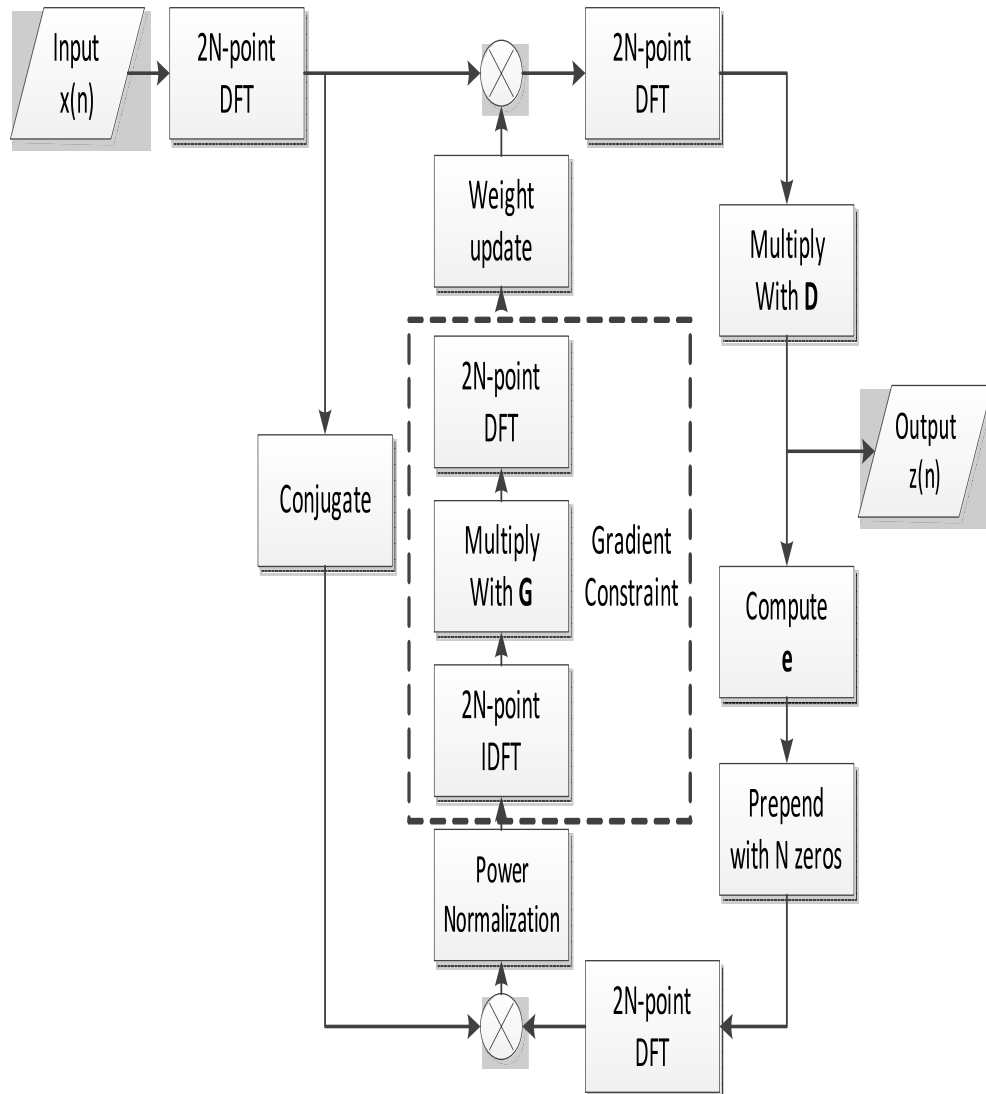 Input
x(n)
2N-point
DFT
2N-point
DFT
Weight
update
Multiply
With D
2N-point
DFT
Output
z(n)
Conjugate
Multiply
With G
Gradient
Constraint
Compute
e
2N-point
IDFT
Prepend
with N zeros
Power
Normalization
2N-point
DFT